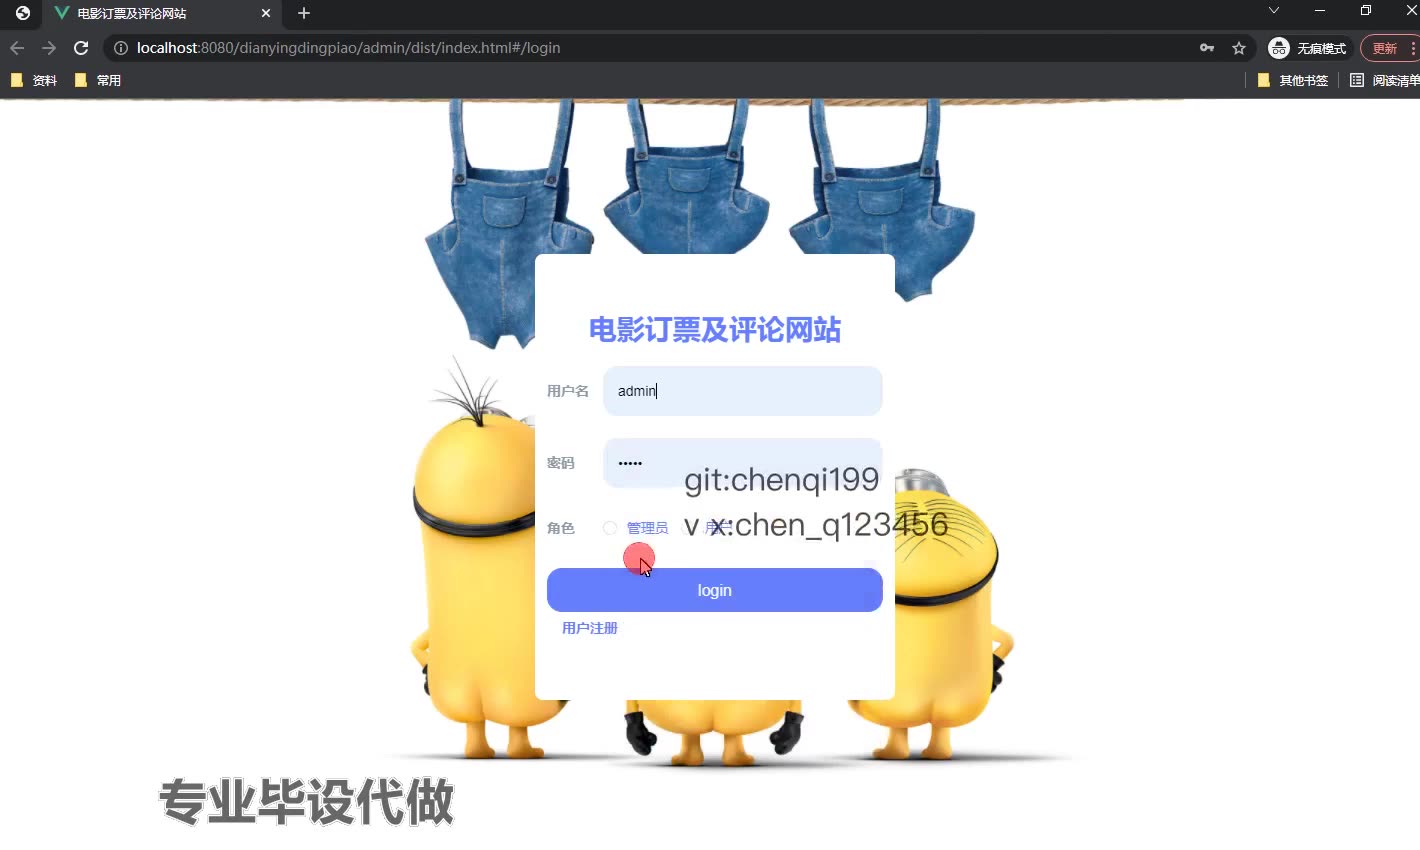 电影订票及评论网站
localhost:8080/dianyingdingpiao/admin/dist/index.html#/login
无痕模式
更新
资料
常用
其他书签
阅读清单
电影订票及评论网站
用户名
admin
密码
git:chenqi199
角色
管理员
v x:chen_q123456
login
用户注册
专业毕设代做